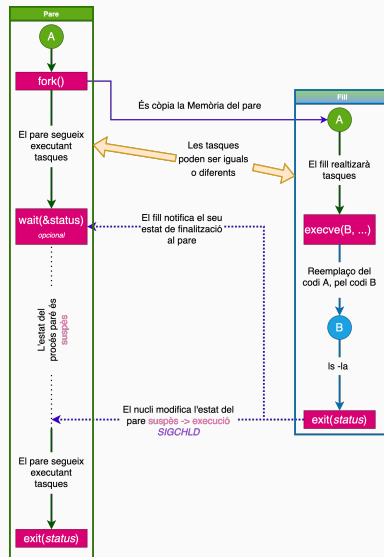 Pare
A
fork()
És còpia la Memòria del pare
Fill
A
El pare segueix
executant
tasques
Les tasques
poden ser iguals
o diferents
El fill realtizarà
tasques
wait(&status)
opcional
El fill notifica el seu
estat de finalització
al pare
execve(B, ...)
Reemplaço del
codi A, pel codi B
B
L'estat del
procès paré és
suspès
ls -la
El nucli modifica l'estat del
pare suspès -> execució
SIGCHLD
exit(status)
El pare segueix
executant
tasques
exit(status)